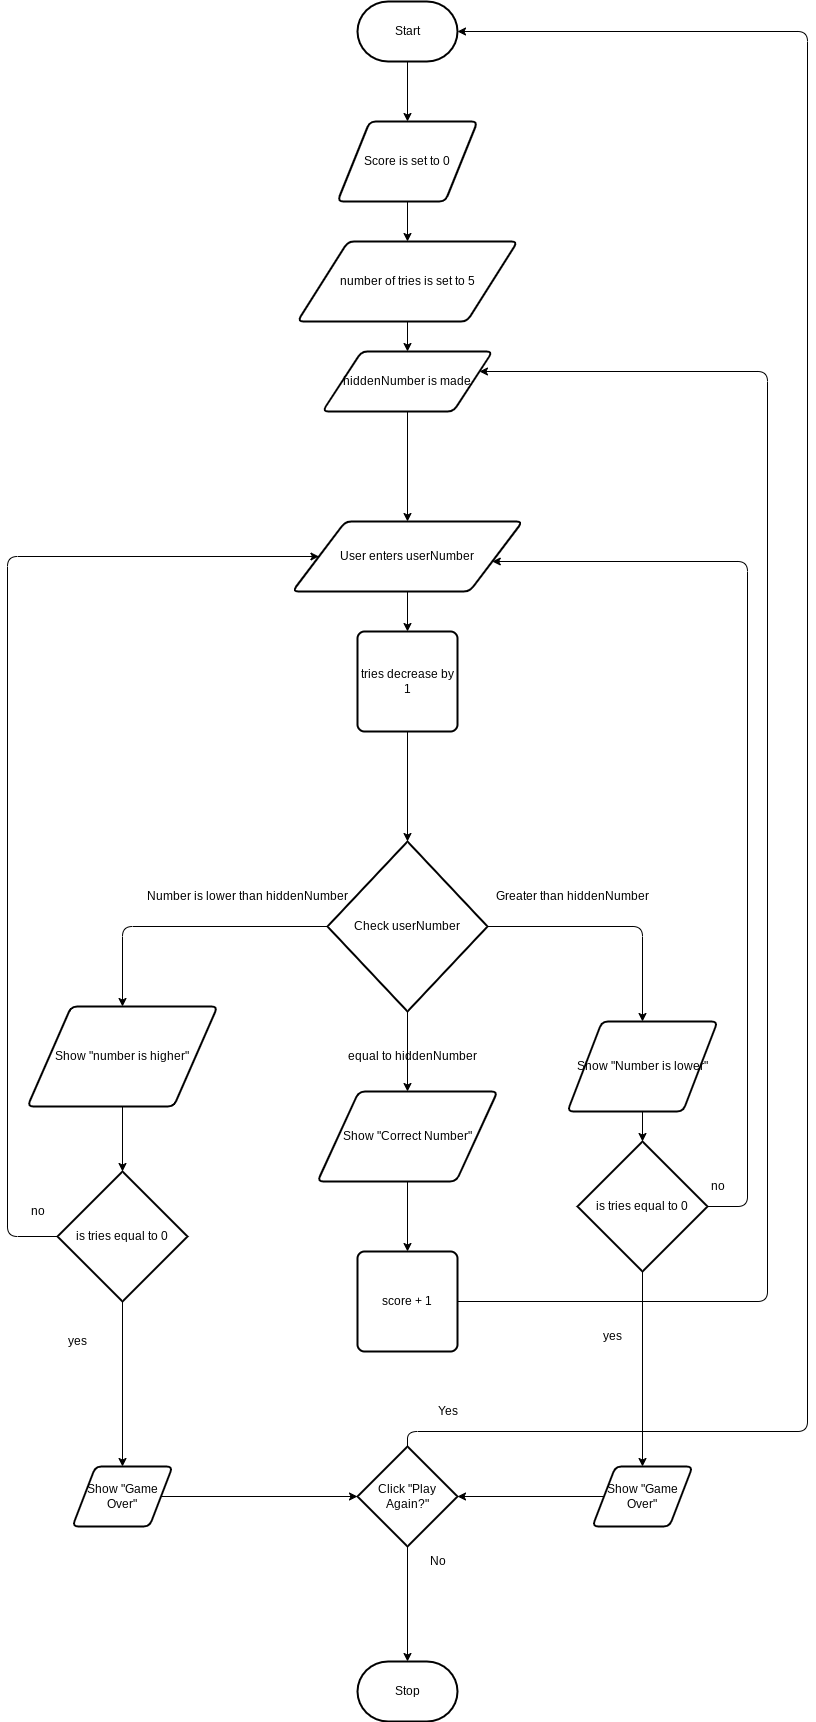 Start
Score is set to 0
number of tries is set to 5
hiddenNumber is made
User enters userNumber
tries decrease by
1
Number is lower than hiddenNumber
Greater than hiddenNumber
Check userNumber
Show "number is higher"
equal to hiddenNumber
Show "Number is lower"
Show "Correct Number"
no
no
is tries equal to 0
is tries equal to 0
score + 1
yes
yes
Yes
Show "Game
Over"
Click "Play
Again?"
Show "Game
Over"
No
Stop